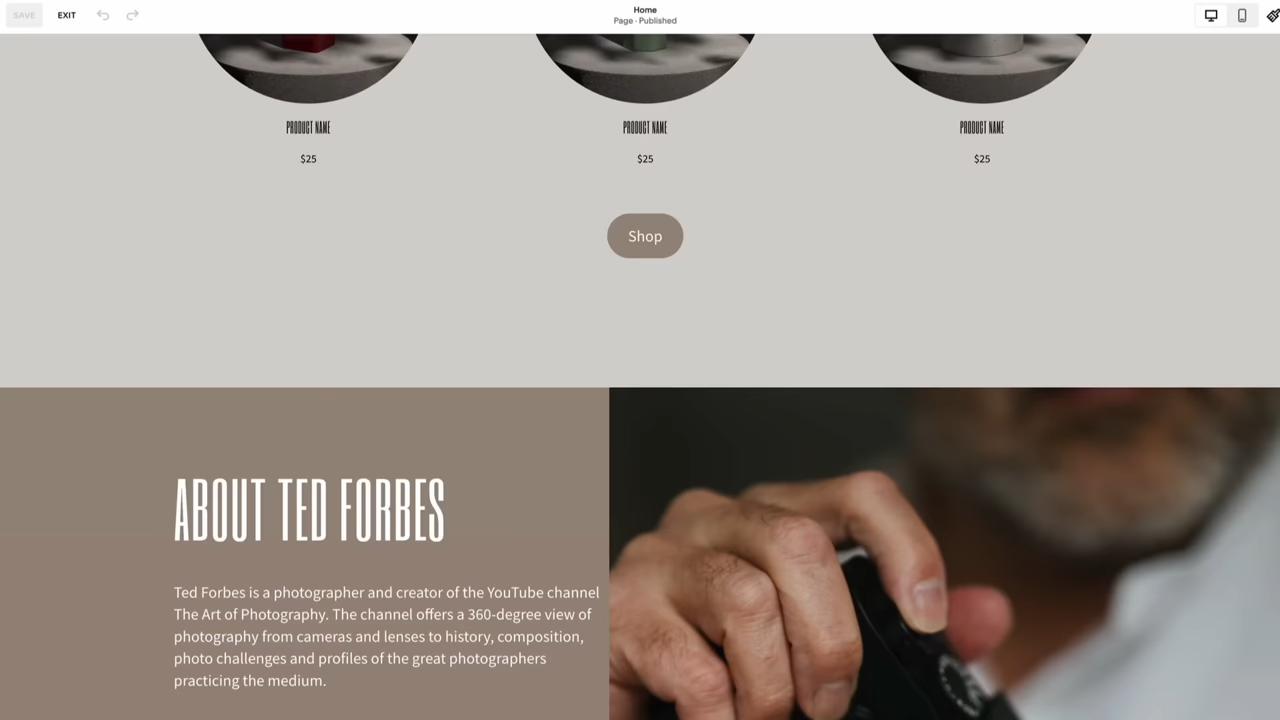 SAVE
EXIT
Home
Page · Published
PRODUCT NAME
PRODUCT NAME
PRODUCT NAME
$25
$25
$25
Shop
ABOUT TED FORBES
Ted Forbes is a photographer and creator of the YouTube channel
The Art of Photography. The channel offers a 360-degree view of
photography from cameras and lenses to history, composition,
photo challenges and profiles of the great photographers
practicing the medium.